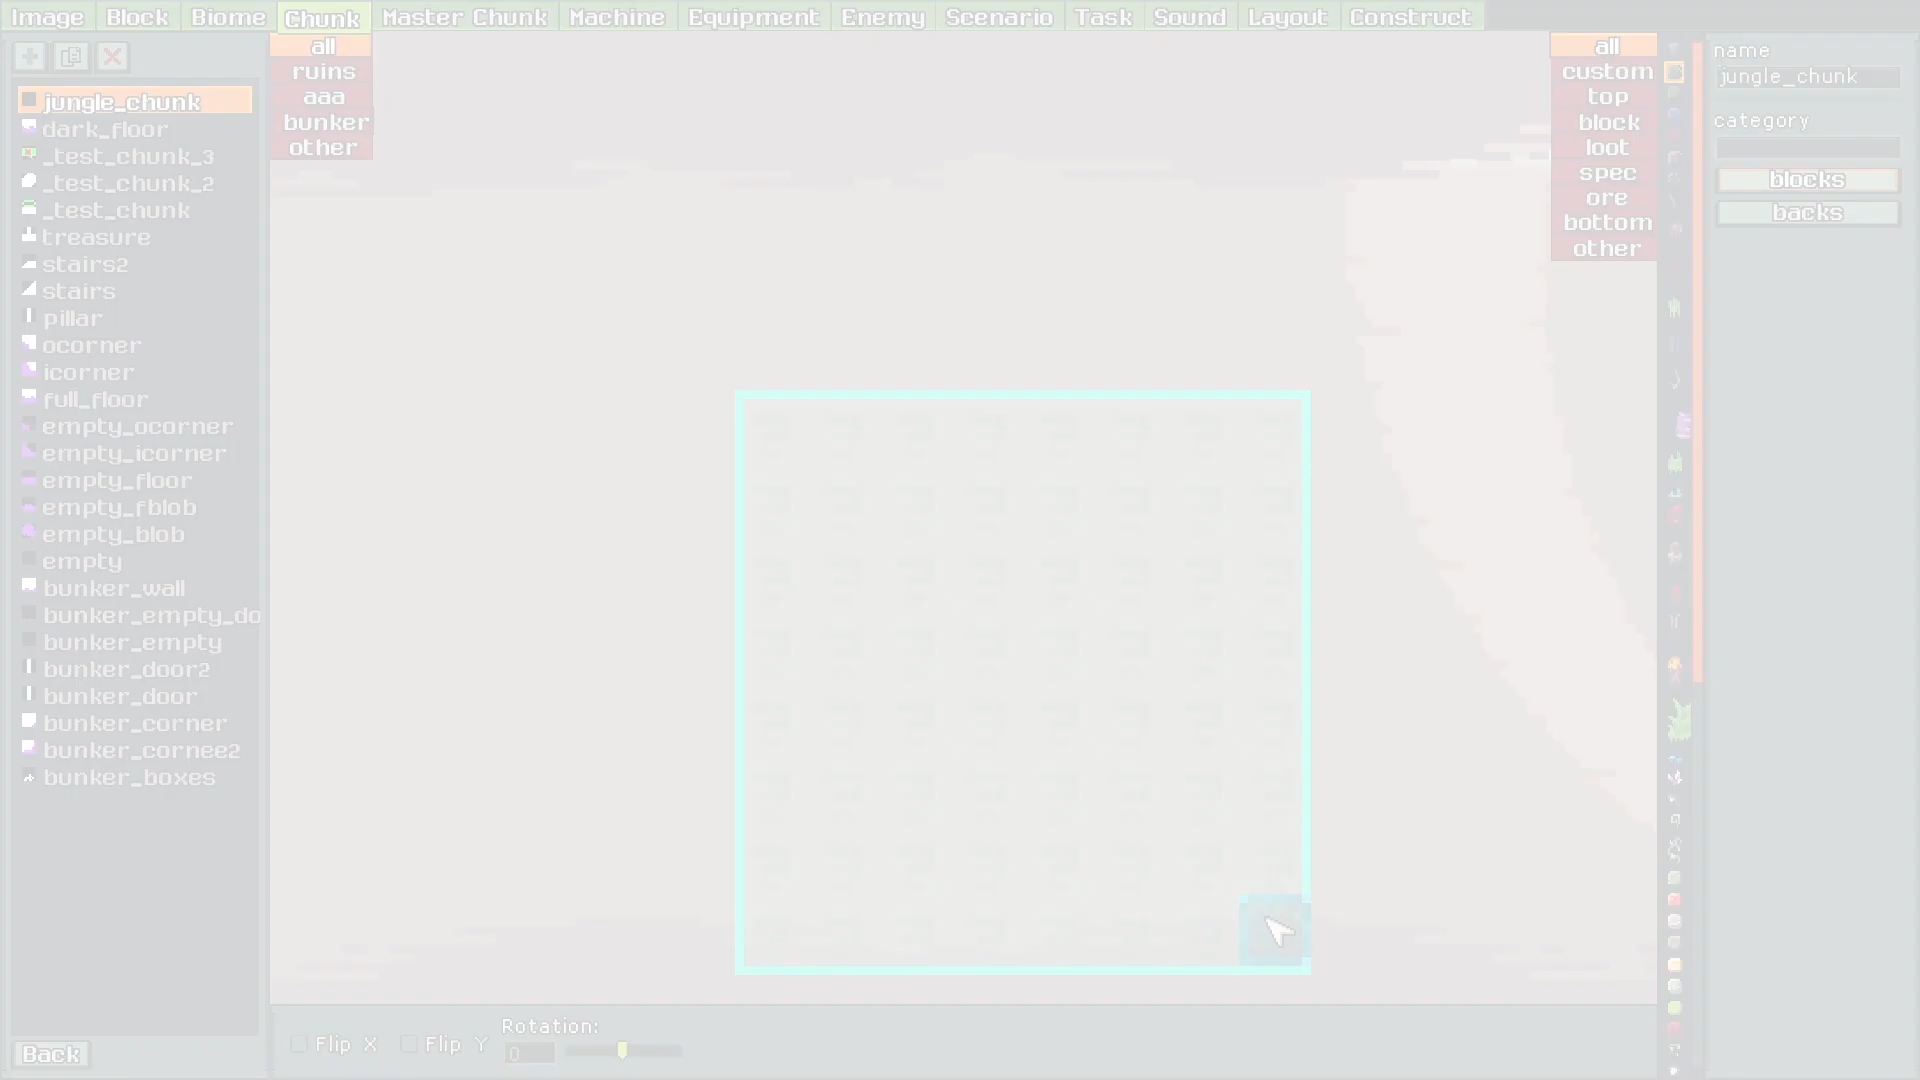 Image Block Biome Chunk Master Chunk Machine Equipment Enemy Scenario Task Sound Layout Construct
jungle_chunk
dark_floor
_test_chunk_3
_test_chunk_2
_test_chunk
treasure
stairs2
stairs
pillar
ocorner
icorner
full_floor
empty_ocorner
empty_icorner
empty_floor
empty_fblob
empty_blob
empty
bunker_wall
bunker_empty_do
bunker_empty
bunker_door2
bunker_door
bunker_corner
bunker_cornee2
bunker_boxes
Back
all
ruins
aaa
bunker
other
Flip X
Flip Y
Rotation:
0
all
custom
top
block
loot
spec
ore
bottom
other
name
jungle_chunk
category
blocks
backs